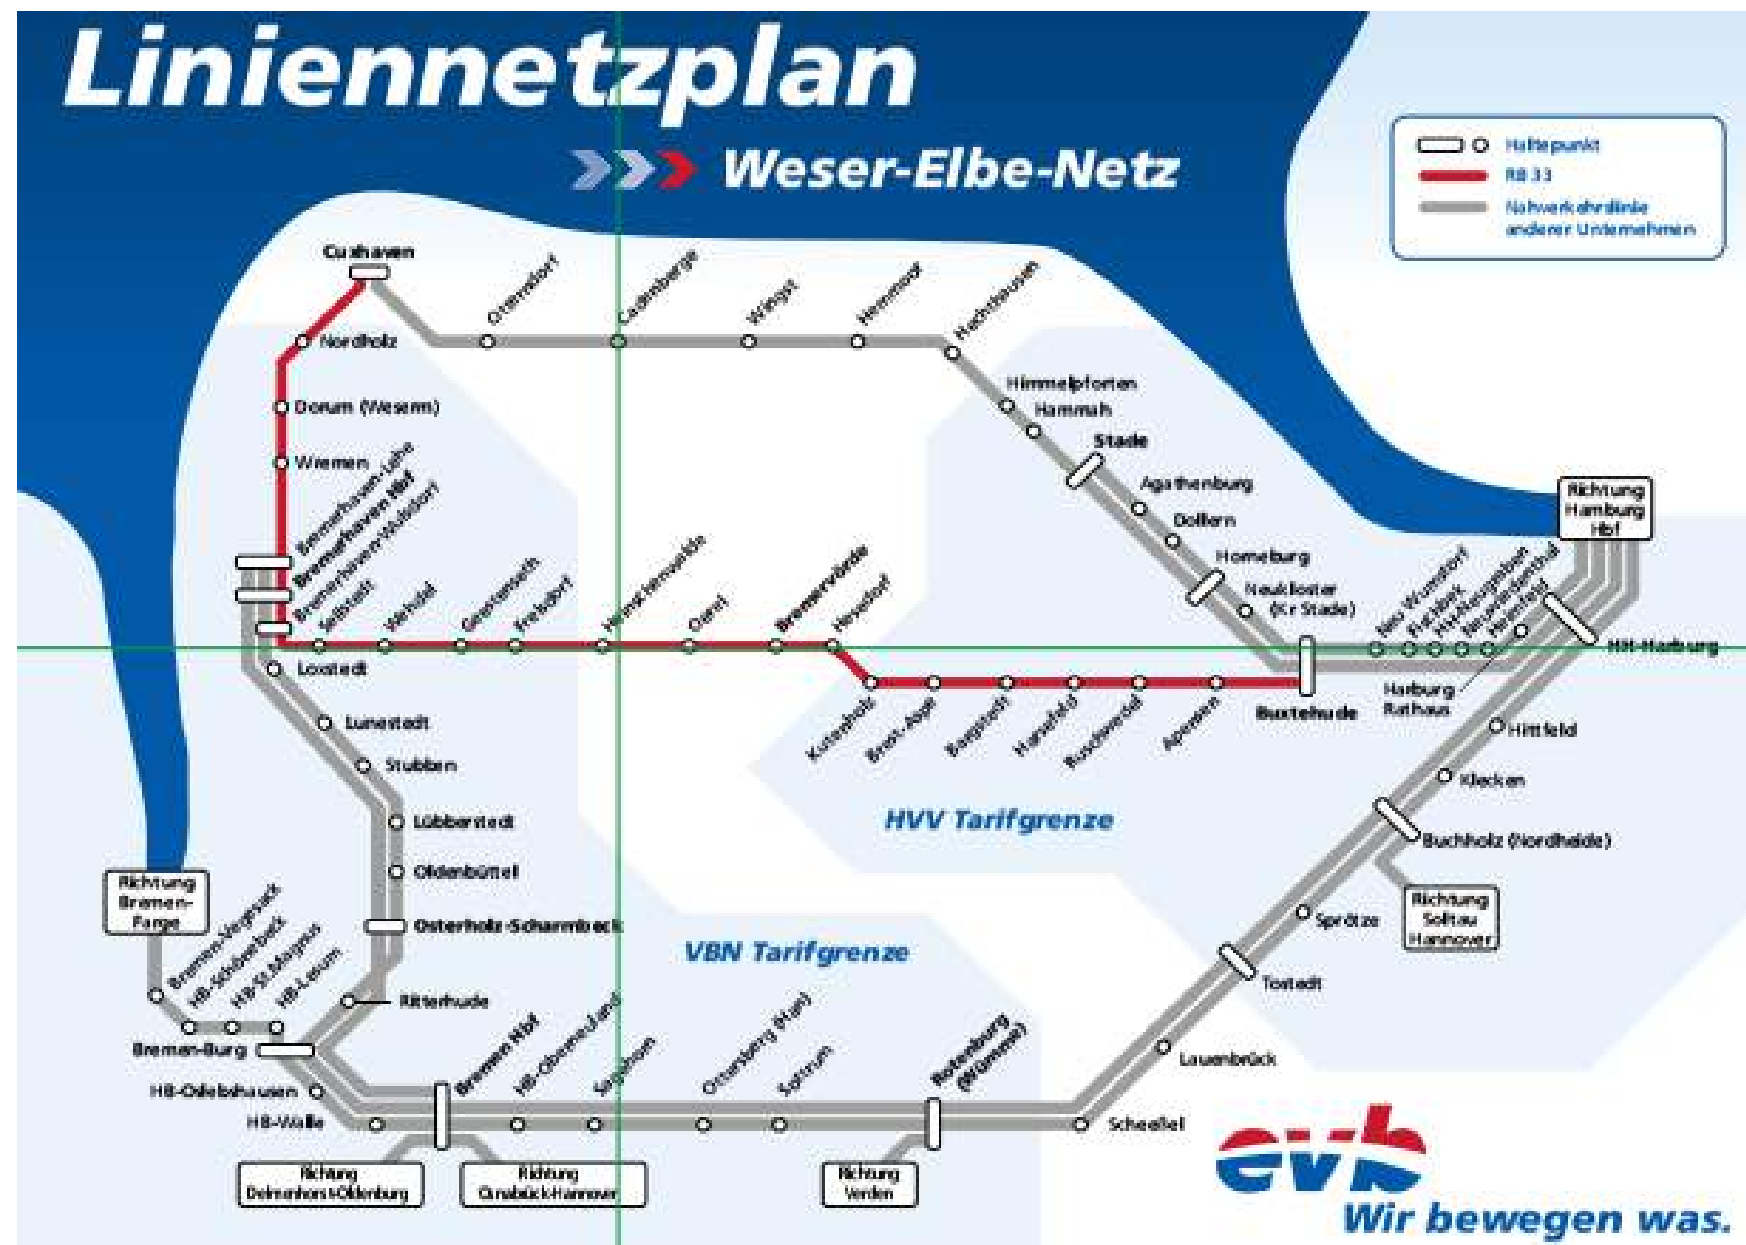 Liniennetzplan
Weser-Elbe-Netz
Haltepunkt
RB 33
Nahverkehrslinie
anderer Unternehmen
Cuxhaven
Otterndorf
Cadenberge
Wingst
Hemmoor
Hechthausen
Nordholz
Himmelpforten
Hammah
Dorum (Weserm)
Stade
Wremen
Agathenburg
Dollern
Horneburg
Neukloster
(Kr Stade)
Richtung
Hamburg
Hbf
Bremerhaven-Lehe
Bremerhaven Hbf
Bremerhaven-Wulsdorf
Sellstedt
Wehdel
Geestenseth
Frelsdorf
Heinschenwalde
Oerel
Bremervörde
Hesedorf
Neu Wulmstorf
Fischbek
HH-Neugraben
Neuwiedenthal
Heimfeld
HH-Harburg
Harburg
Rathaus
Loxstedt
Kutenholz
Brest-Aspe
Bargstedt
Harsefeld
Ruschwedel
Apensen
Buxtehude
Lunestedt
Hittfeld
Stubben
Klecken
Lübberstedt
HVV Tarifgrenze
Buchholz (Nordheide)
Oldenbüttel
Richtung
Bremen-
Farge
Richtung
Soltau
Hannover
Sprötze
Osterholz-Scharmbeck
VBN Tarifgrenze
Tostedt
Bremen-Vegesack
HB-Schönebeck
HB-St.Magnus
HB-Lesum
Ritterhude
Bremen-Burg
Lauenbrück
HB-Oslebshausen
HB-Walle
Bremen Hbf
HB-Oberneuland
Sagehorn
Ottersberg (Han)
Sottrum
Rotenburg
(Wümme)
Scheeßel
Richtung
Delmenhorst-Oldenburg
Richtung
Osnabrück-Hannover
Richtung
Verden
evb
Wir bewegen was.